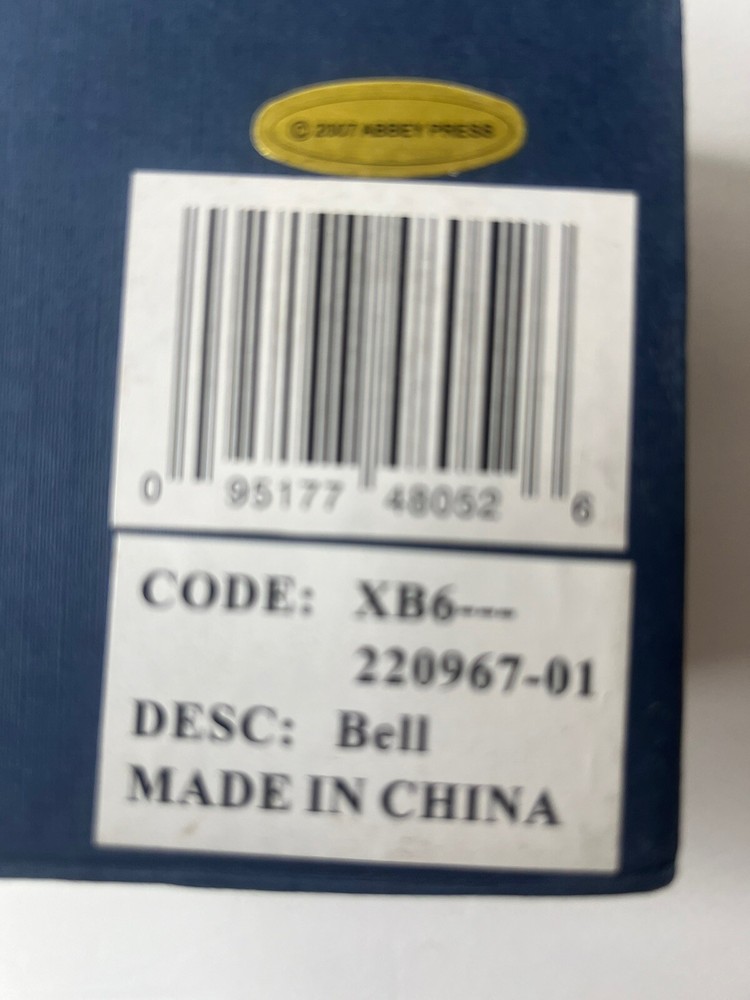 © 2007 ABBEY PRESS
0 95177 48052 6
CODE: XB6---
220967-01
DESC: Bell
MADE IN CHINA